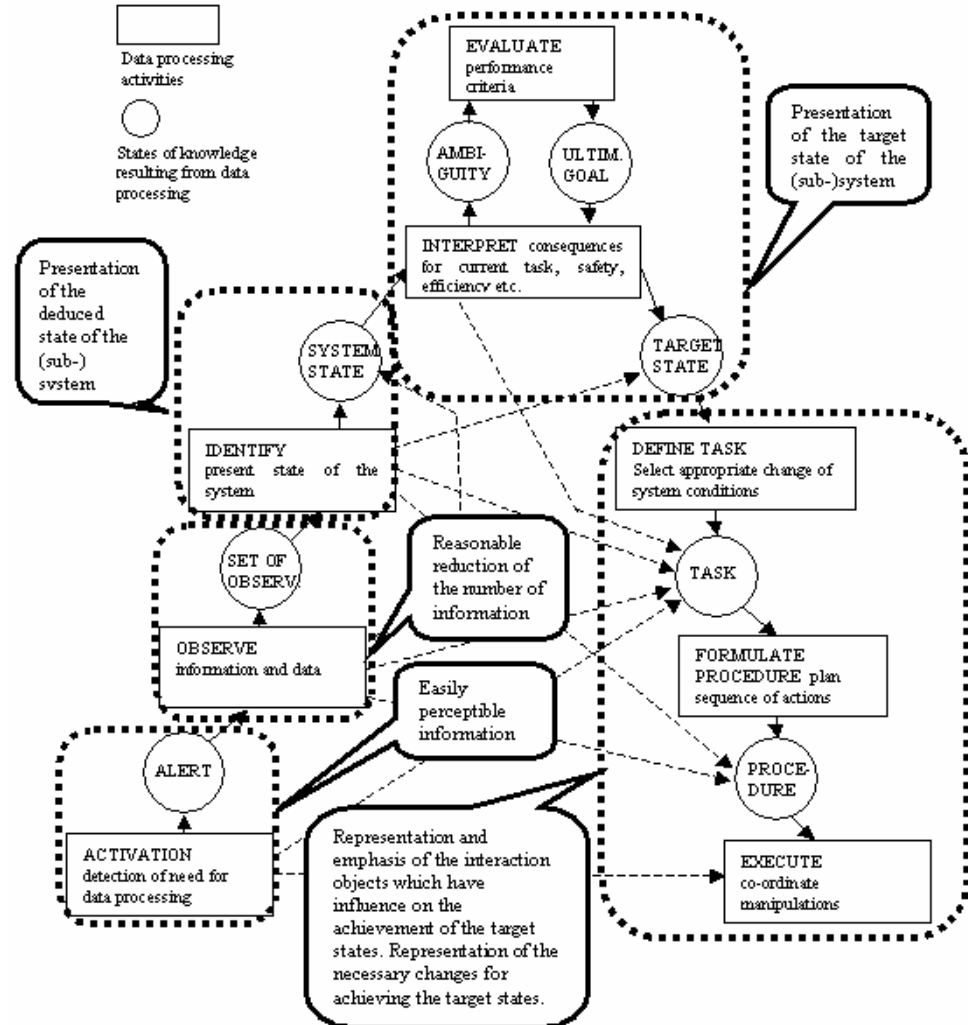 Data processing
activities
States of knowledge
resulting from data
processing
EVALUATE
performance
criteria
AMBI-
GUITY
ULTIM.
GOAL
Presentation
of the target
state of the
(sub-)system
INTERPRET consequences
for current task, safety,
efficiency etc.
Presentation
of the
deduced
state of the
(sub-)
system
SYSTEM
STATE
TARGET
STATE
IDENTIFY
present state of the
system
DEFINE TASK
Select appropriate change of
system conditions
SET OF
OBSERV.
Reasonable
reduction of
the number of
information
TASK
OBSERVE
information and data
FORMULATE
PROCEDURE plan
sequence of actions
Easily
perceptible
information
ALERT
PROCE-
DURE
ACTIVATION
detection of need for
data processing
Representation and
emphasis of the interaction
objects which have
influence on the
achievement of the target
states. Representation of the
necessary changes for
achieving the target states.
EXECUTE
co-ordinate
manipulations